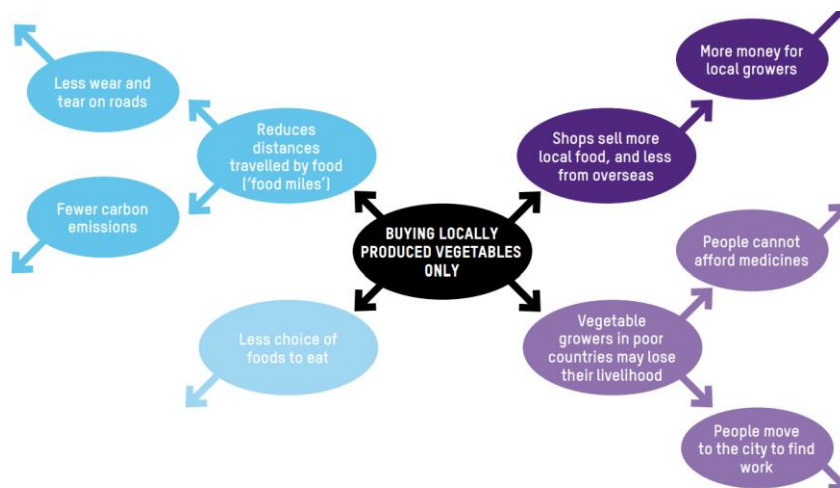 Less wear and
tear on roads
Reduces
distances
travelled by food
('food miles')
Fewer carbon
emissions
Less choice of
foods to eat
BUYING LOCALLY
PRODUCED VEGETABLES
ONLY
More money for
local growers
Shops sell more
local food, and less
from overseas
People cannot
afford medicines
Vegetable
growers in poor
countries may lose
their livelihood
People move
to the city to find
work